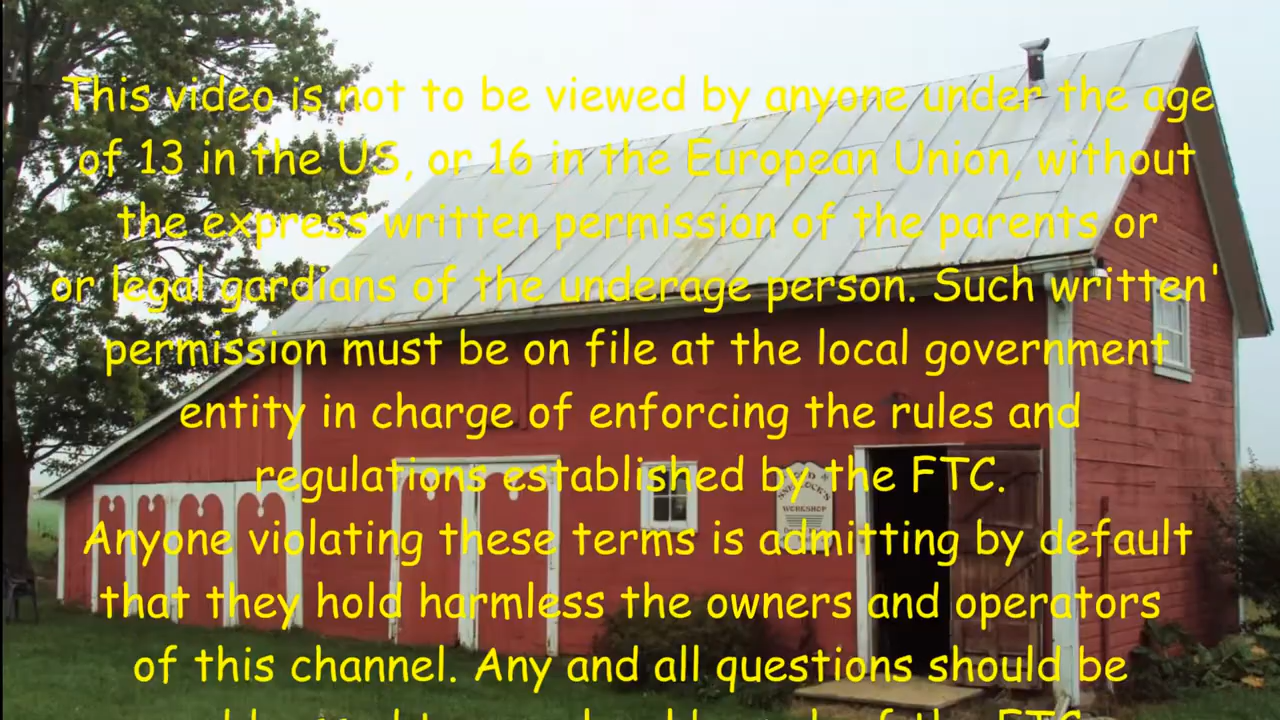 This video is not to be viewed by anyone under the age
of 13 in the US, or 16 in the European Union, without
the express written permission of the parents or
or legal gardians of the underage person. Such written'
permission must be on file at the local government
entity in charge of enforcing the rules and
regulations established by the FTC.
WORKSHOP
Anyone violating these terms is admitting by default
that they hold harmless the owners and operators
of this channel. Any and all questions should be
of the FTC